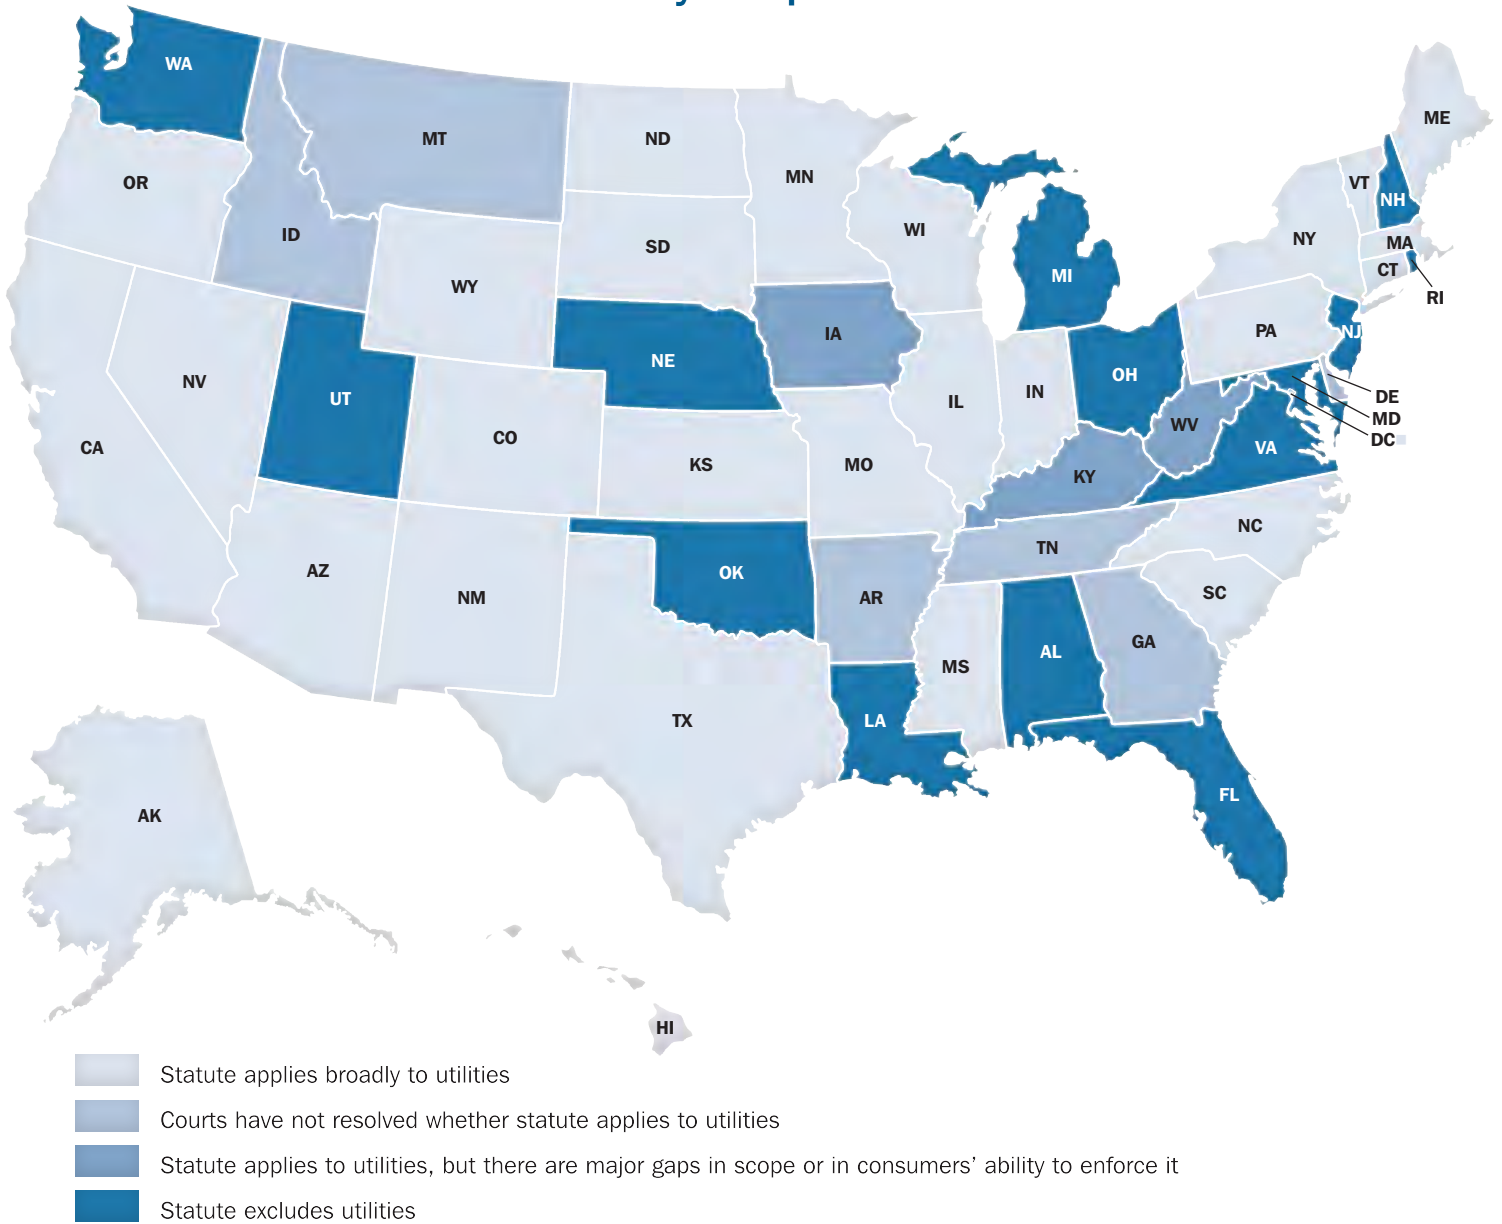 WA
MT
ND
MN
ME
OR
ID
SD
WI
VT
NH
NY
MA
CT
RI
WY
MI
IA
PA
NJ
NV
UT
NE
OH
IL
IN
DE
MD
DC
CA
CO
KS
MO
WV
VA
KY
NC
TN
AZ
NM
OK
AR
SC
MS
AL
GA
TX
LA
FL
AK
HI
Statute applies broadly to utilities
Courts have not resolved whether statute applies to utilities
Statute applies to utilities, but there are major gaps in scope or in consumers’ ability to enforce it
Statute excludes utilities